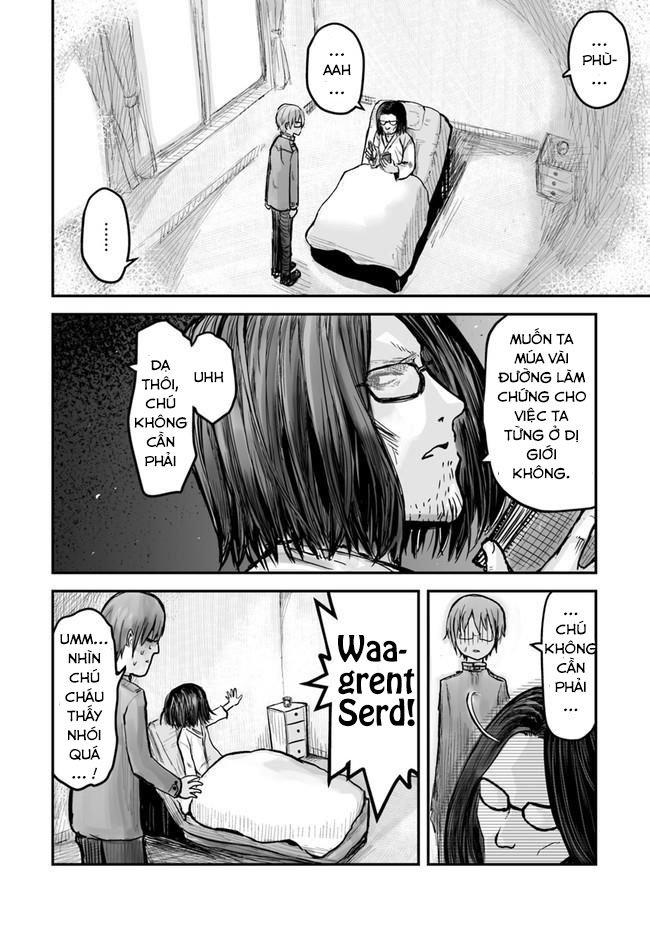 ...
PHÙ-
...
...
AAH
...
......
MUỐN TA
MÚA VÀI
ĐƯỜNG LÀM
CHỨNG CHO
VIỆC TA
TỪNG Ở DỊ
GIỚI
KHÔNG.
UHH
DẠ
THÔI,
CHÚ
KHÔNG
CẦN
PHẢI
...
CHÚ
KHÔNG
CẦN
PHẢI
...
Waa-
grent
Serd!
UMM...
NHÌN
CHÚ
CHÁU
THẤY
NHÓI
QUÁ
... !